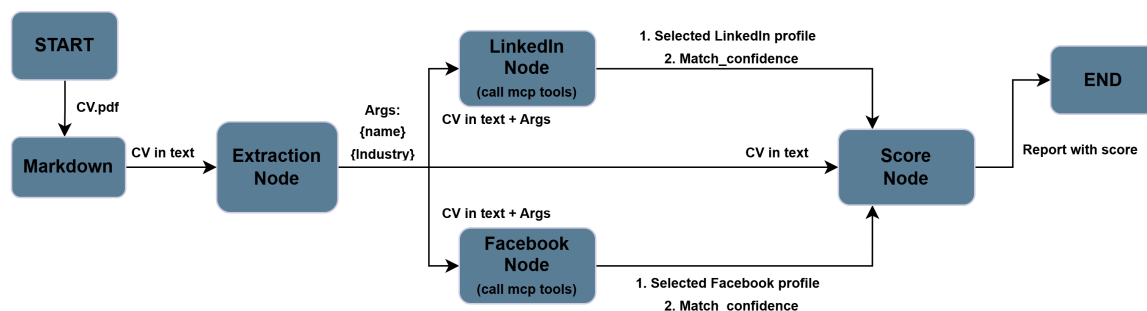 START
CV.pdf
Markdown
CV in text
Extraction
Node
Args:
{name}
{Industry}
LinkedIn
Node
(call mcp tools)
CV in text + Args
1. Selected LinkedIn profile
2. Match_confidence
CV in text
CV in text + Args
Facebook
Node
(call mcp tools)
1. Selected Facebook profile
2. Match_confidence
Score
Node
Report with score
END